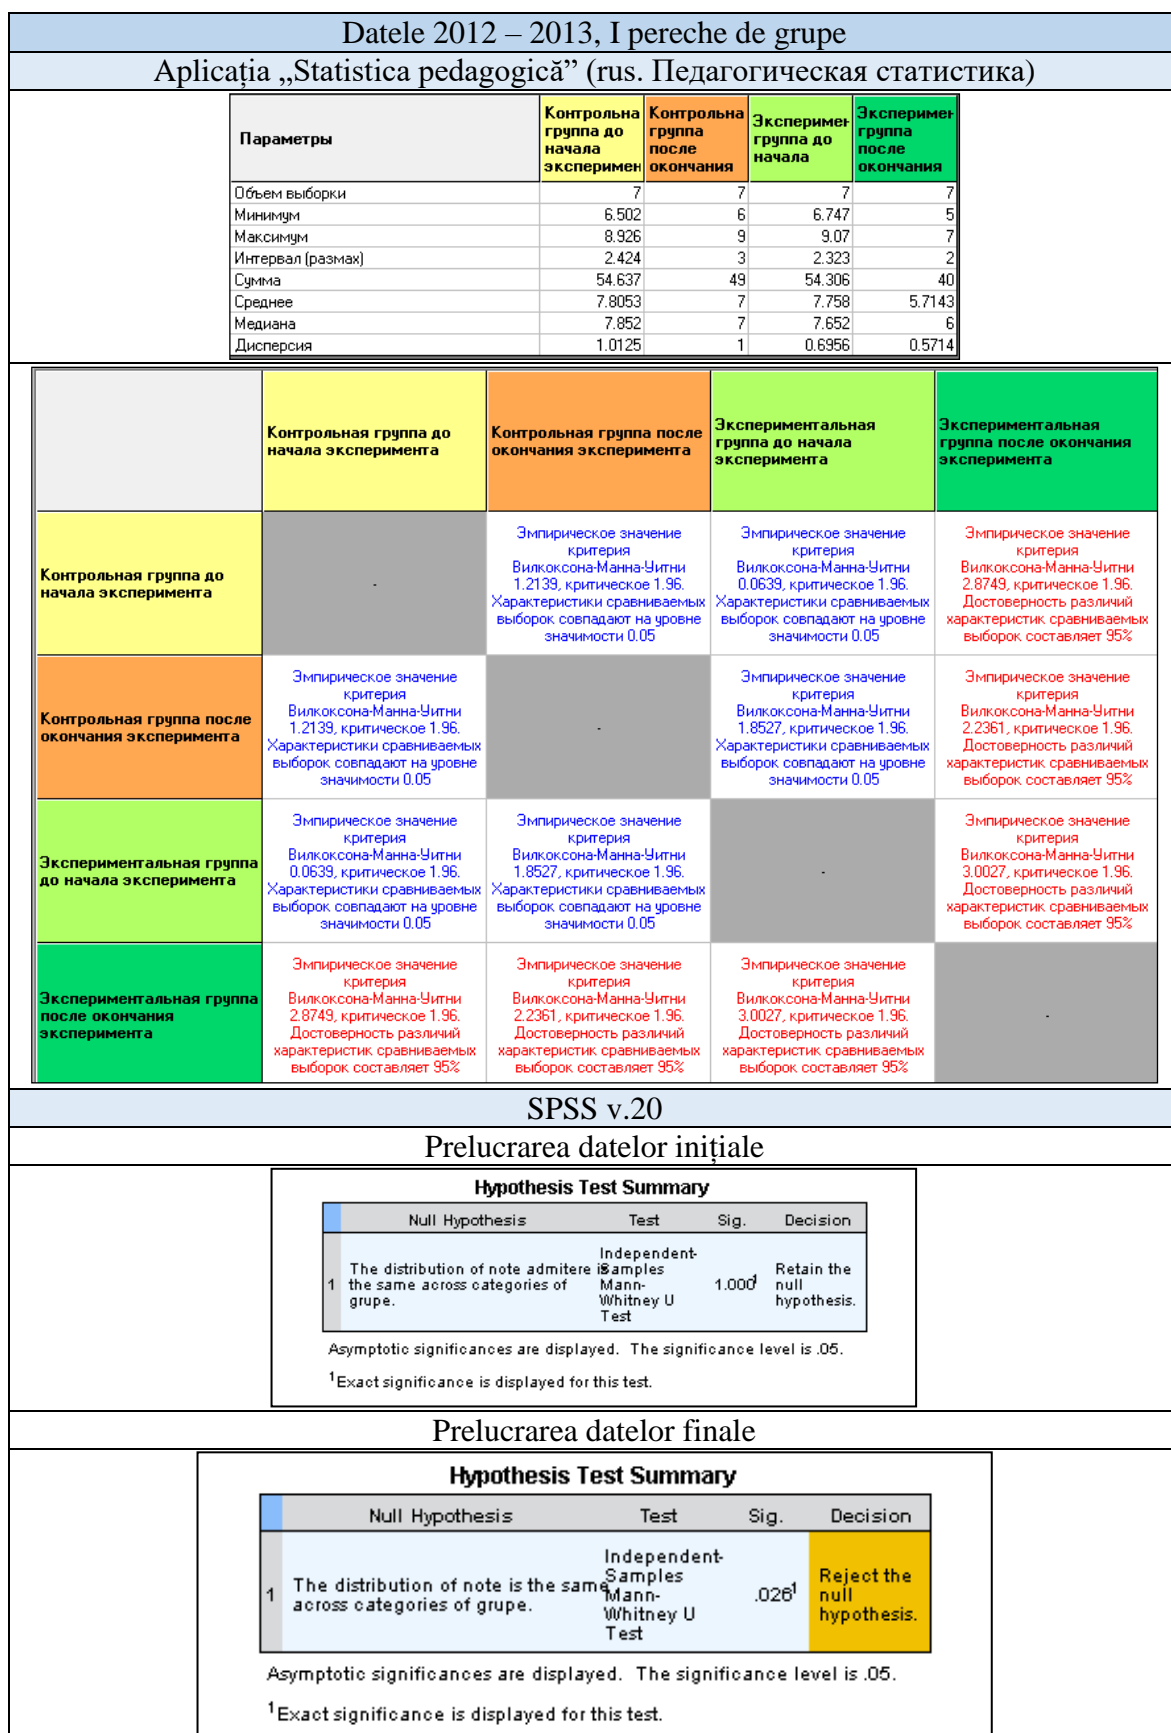 Datele 2012 – 2013, I pereche de grupe
Aplicația „Statistica pedagogică” (rus. Педагогическая статистика)
Параметры
Контрольна
группа до
начала
эксперимен
Контрольна
группа
после
окончания
Эксперимен
группа до
начала
Эксперимен
группа
после
окончания
Объем выборки 7 7 7 7
Минимум 6.502 6 6.747 5
Максимум 8.926 9 9.07 7
Интервал (размах) 2.424 3 2.323 2
Сумма 54.637 49 54.306 40
Среднее 7.8053 7 7.758 5.7143
Медиана 7.852 7 7.652 6
Дисперсия 1.0125 1 0.6956 0.5714
Контрольная группа до
начала эксперимента
Контрольная группа после
окончания эксперимента
Экспериментальная
группа до начала
эксперимента
Экспериментальная
группа после окончания
эксперимента
Контрольная группа до
начала эксперимента
-
Эмпирическое значение
критерия
Вилкоксона-Манна-Уитни
1.2139, критическое 1.96.
Характеристики сравниваемых
выборок совпадают на уровне
значимости 0.05
Эмпирическое значение
критерия
Вилкоксона-Манна-Уитни
0.0639, критическое 1.96.
Характеристики сравниваемых
выборок совпадают на уровне
значимости 0.05
Эмпирическое значение
критерия
Вилкоксона-Манна-Уитни
2.8749, критическое 1.96.
Достоверность различий
характеристик сравниваемых
выборок составляет 95%
Контрольная группа после
окончания эксперимента
Эмпирическое значение
критерия
Вилкоксона-Манна-Уитни
1.2139, критическое 1.96.
Характеристики сравниваемых
выборок совпадают на уровне
значимости 0.05
-
Эмпирическое значение
критерия
Вилкоксона-Манна-Уитни
1.8527, критическое 1.96.
Характеристики сравниваемых
выборок совпадают на уровне
значимости 0.05
Эмпирическое значение
критерия
Вилкоксона-Манна-Уитни
2.2361, критическое 1.96.
Достоверность различий
характеристик сравниваемых
выборок составляет 95%
Экспериментальная группа
до начала эксперимента
Эмпирическое значение
критерия
Вилкоксона-Манна-Уитни
0.0639, критическое 1.96.
Характеристики сравниваемых
выборок совпадают на уровне
значимости 0.05
Эмпирическое значение
критерия
Вилкоксона-Манна-Уитни
1.8527, критическое 1.96.
Характеристики сравниваемых
выборок совпадают на уровне
значимости 0.05
-
Эмпирическое значение
критерия
Вилкоксона-Манна-Уитни
3.0027, критическое 1.96.
Достоверность различий
характеристик сравниваемых
выборок составляет 95%
Экспериментальная группа
после окончания
эксперимента
Эмпирическое значение
критерия
Вилкоксона-Манна-Уитни
2.8749, критическое 1.96.
Достоверность различий
характеристик сравниваемых
выборок составляет 95%
Эмпирическое значение
критерия
Вилкоксона-Манна-Уитни
2.2361, критическое 1.96.
Достоверность различий
характеристик сравниваемых
выборок составляет 95%
Эмпирическое значение
критерия
Вилкоксона-Манна-Уитни
3.0027, критическое 1.96.
Достоверность различий
характеристик сравниваемых
выборок составляет 95%
-
SPSS v.20
Prelucrarea datelor inițiale
Hypothesis Test Summary
Null Hypothesis Test Sig. Decision
1
The distribution of note admitere is
the same across categories of
grupe.
Independent-
Samples
Mann-
Whitney U
Test
1.000¹
Retain the
null
hypothesis.
Asymptotic significances are displayed. The significance level is .05.
¹Exact significance is displayed for this test.
Prelucrarea datelor finale
Hypothesis Test Summary
Null Hypothesis Test Sig. Decision
1
The distribution of note is the same
across categories of grupe.
Independent-
Samples
Mann-
Whitney U
Test
.026¹
Reject the
null
hypothesis.
Asymptotic significances are displayed. The significance level is .05.
¹Exact significance is displayed for this test.